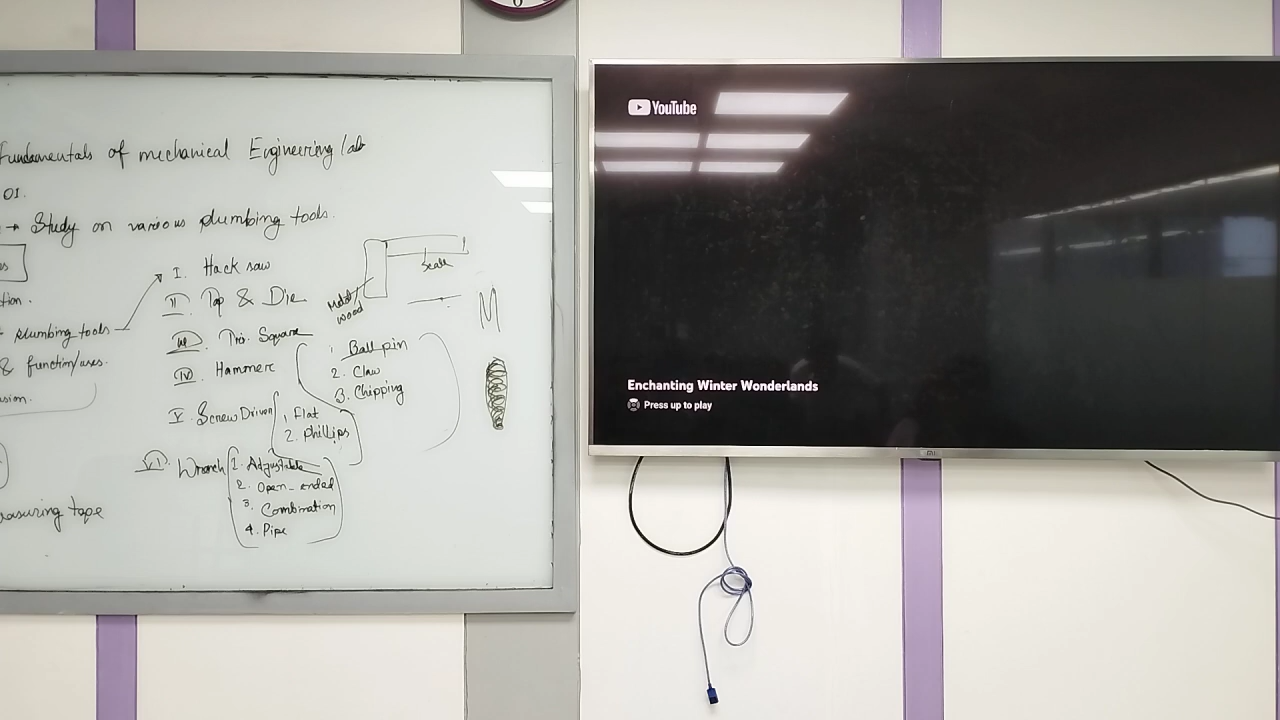 Fundamentals of mechanical Engineering lab
01.
→ Study on various plumbing tools.
I. Hack saw
II. Tap & Die
III. Tri. Square
IV. Hammer
1. Ball pin
2. Claw
3. Chipping
V. Screw Driver
1. Flat
2. Phillips
VI. Wrench
1. Adjustable
2. Open-ended
3. Combination
4. Pipe
Scale
Metal/
wood
M
plumbing tools
& function/uses.
tape
YouTube
Enchanting Winter Wonderlands
Press up to play
mi
6